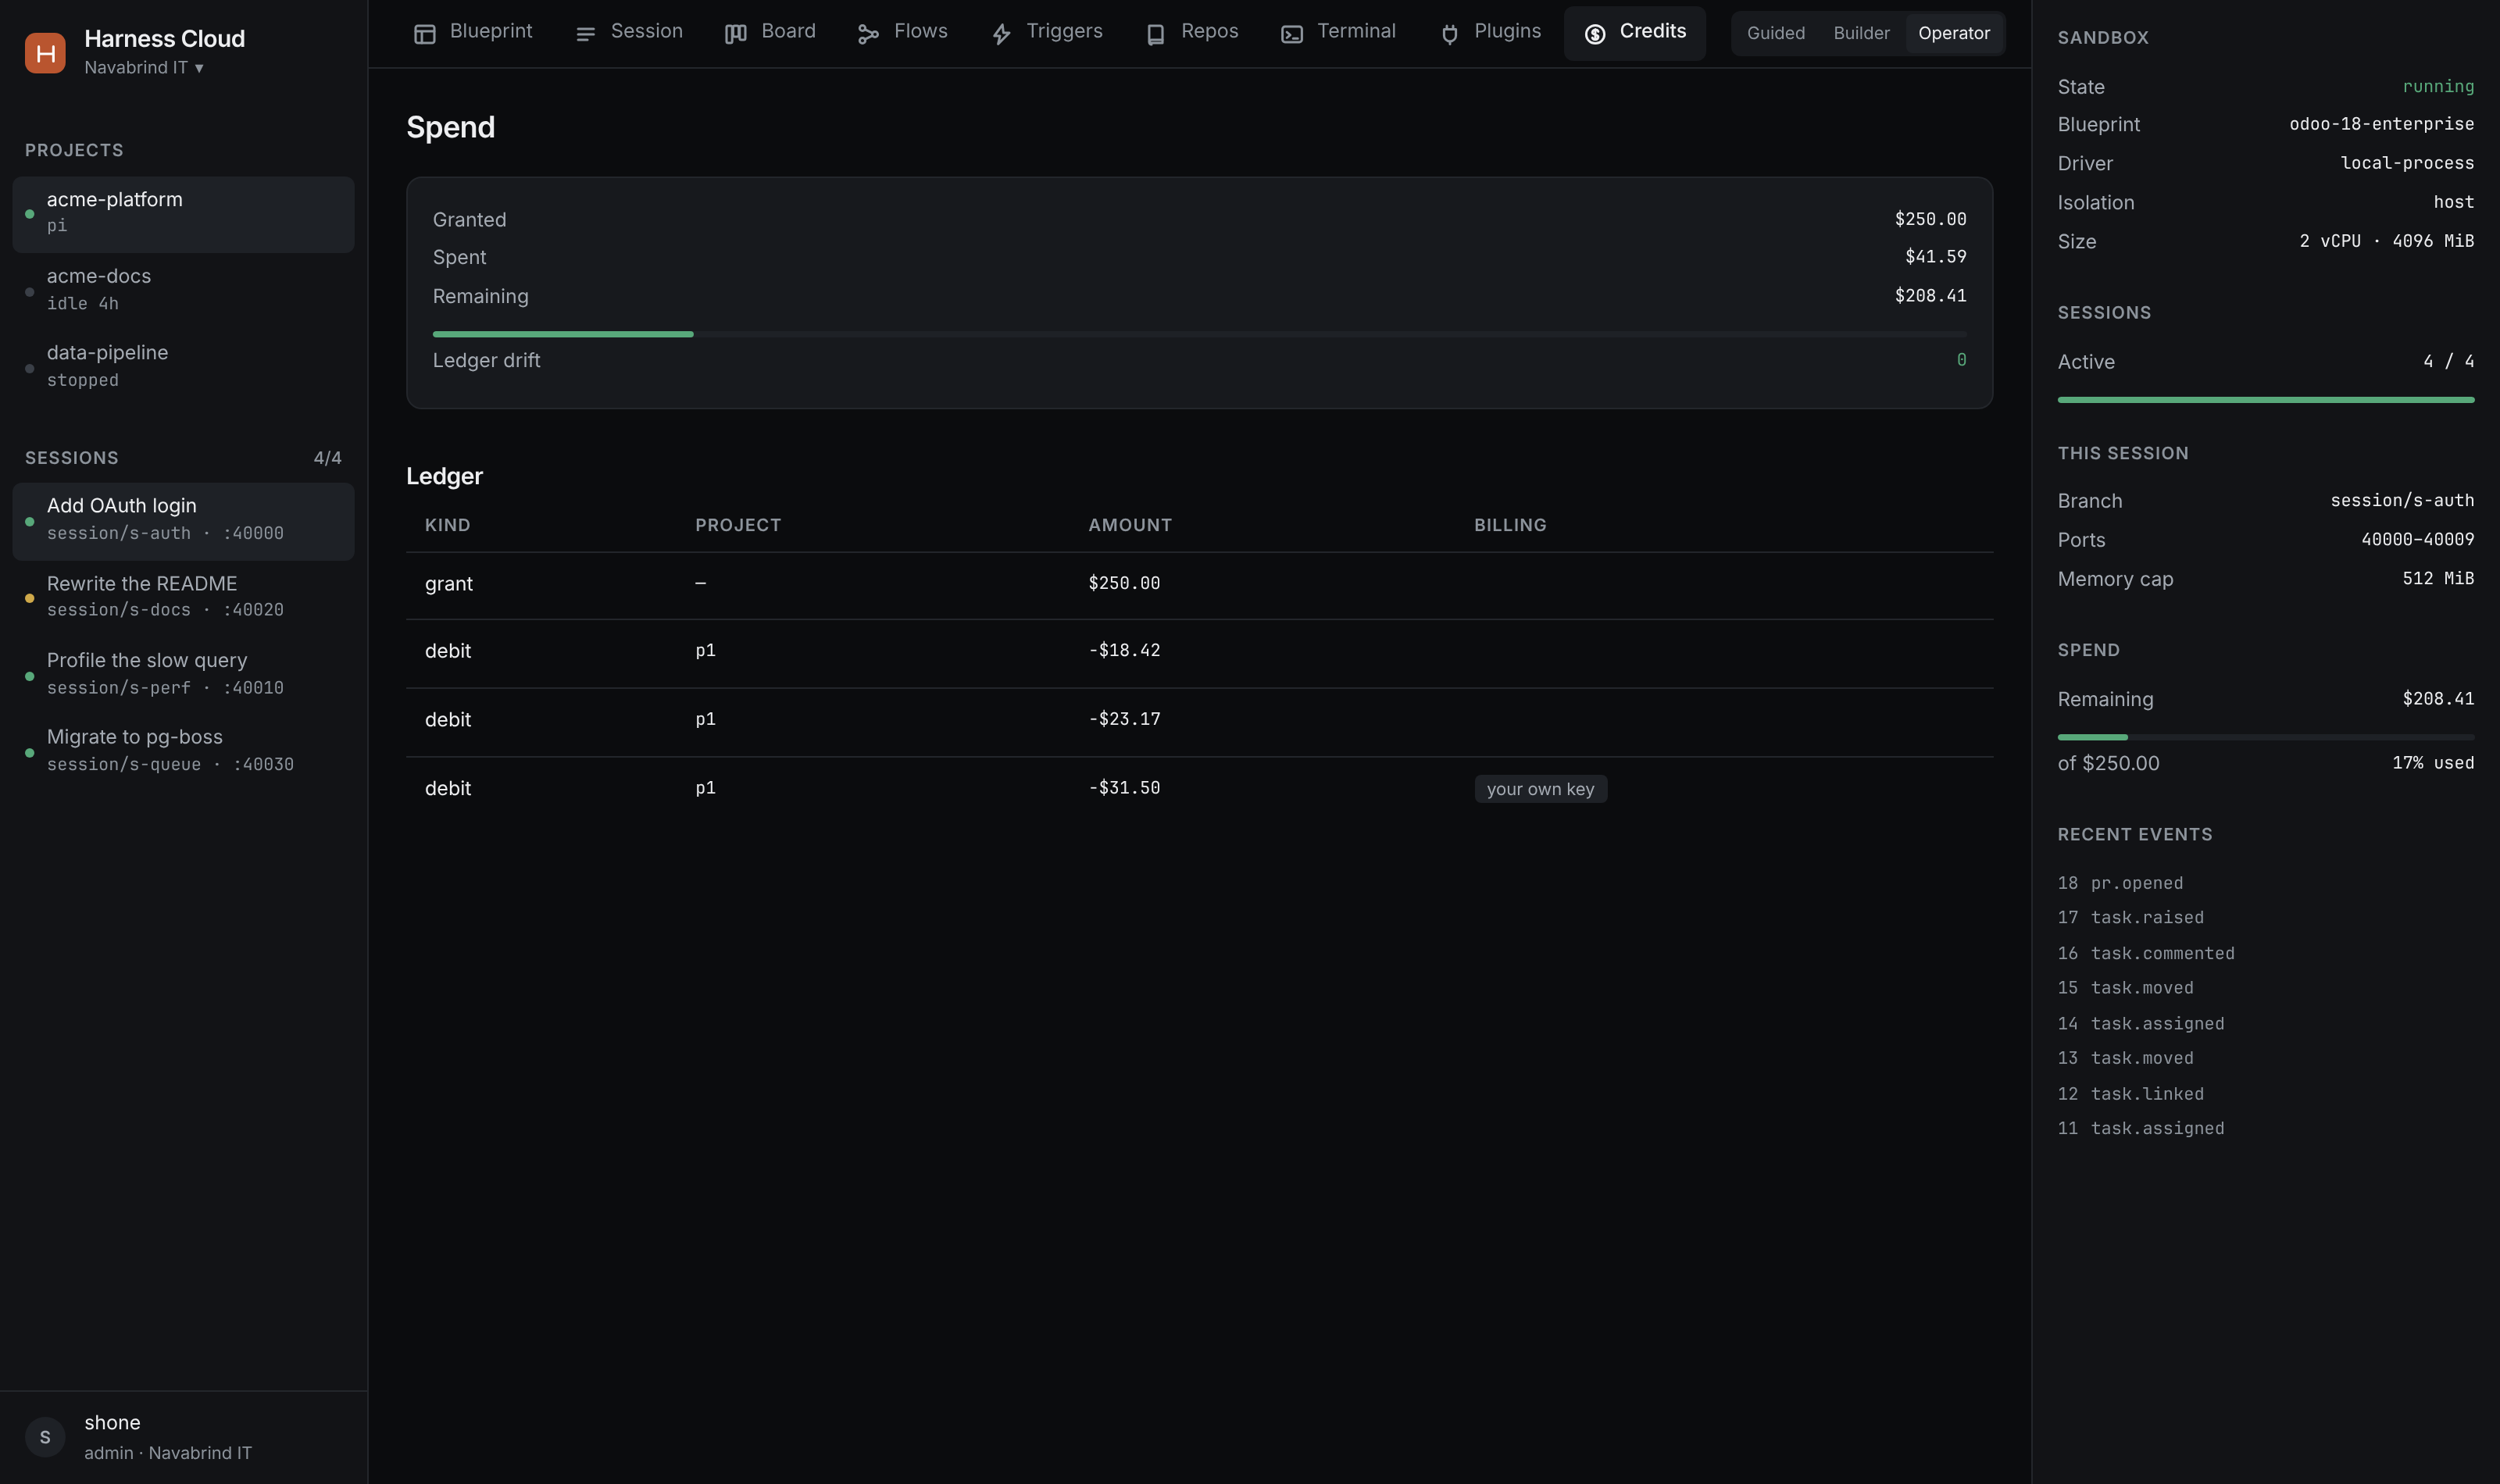 Harness Cloud
Navabrind IT ▾
PROJECTS
acme-platform
pi
acme-docs
idle 4h
data-pipeline
stopped
SESSIONS 4/4
Add OAuth login
session/s-auth · :40000
Rewrite the README
session/s-docs · :40020
Profile the slow query
session/s-perf · :40010
Migrate to pg-boss
session/s-queue · :40030
S
shone
admin · Navabrind IT
Blueprint Session Board Flows Triggers Repos Terminal Plugins Credits Guided Builder Operator
Spend
Granted $250.00
Spent $41.59
Remaining $208.41
Ledger drift 0
Ledger
KIND PROJECT AMOUNT BILLING
grant — $250.00
debit p1 -$18.42
debit p1 -$23.17
debit p1 -$31.50 your own key
SANDBOX
State running
Blueprint odoo-18-enterprise
Driver local-process
Isolation host
Size 2 vCPU · 4096 MiB
SESSIONS
Active 4 / 4
THIS SESSION
Branch session/s-auth
Ports 40000–40009
Memory cap 512 MiB
SPEND
Remaining $208.41
of $250.00 17% used
RECENT EVENTS
18 pr.opened
17 task.raised
16 task.commented
15 task.moved
14 task.assigned
13 task.moved
12 task.linked
11 task.assigned